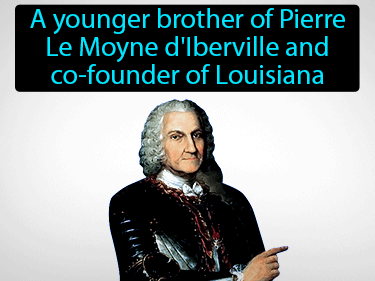 A younger brother of Pierre
Le Moyne d'Iberville and
co-founder of Louisiana